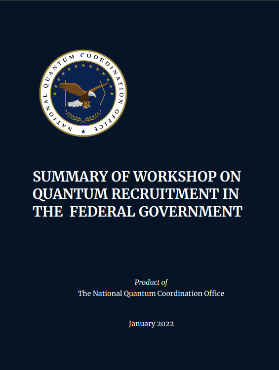 NATIONAL QUANTUM COORDINATION OFFICE
SUMMARY OF WORKSHOP ON
QUANTUM RECRUITMENT IN
THE FEDERAL GOVERNMENT
Product of
The National Quantum Coordination Office
January 2022